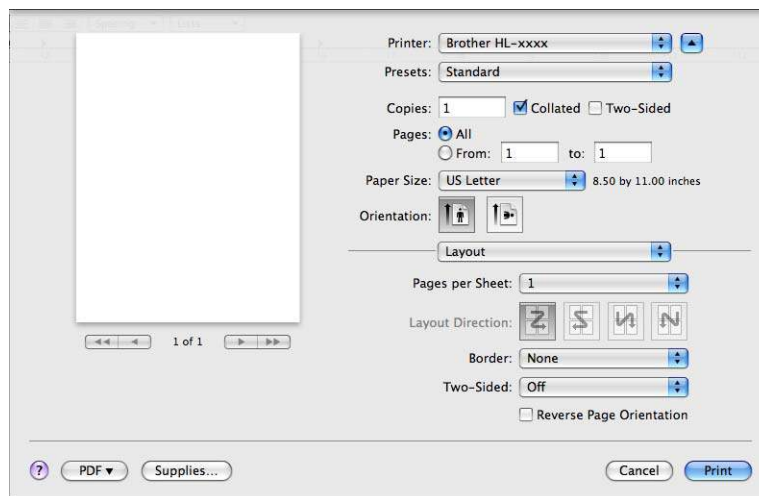 Spacing Lists
Printer: Brother HL-xxxx
Presets: Standard
Copies: 1 Collated Two-Sided
Pages: All
From: 1 to: 1
Paper Size: US Letter 8.50 by 11.00 inches
Orientation:
Layout
Pages per Sheet: 1
Layout Direction:
1 of 1
Border: None
Two-Sided: Off
Reverse Page Orientation
? PDF Supplies... Cancel Print